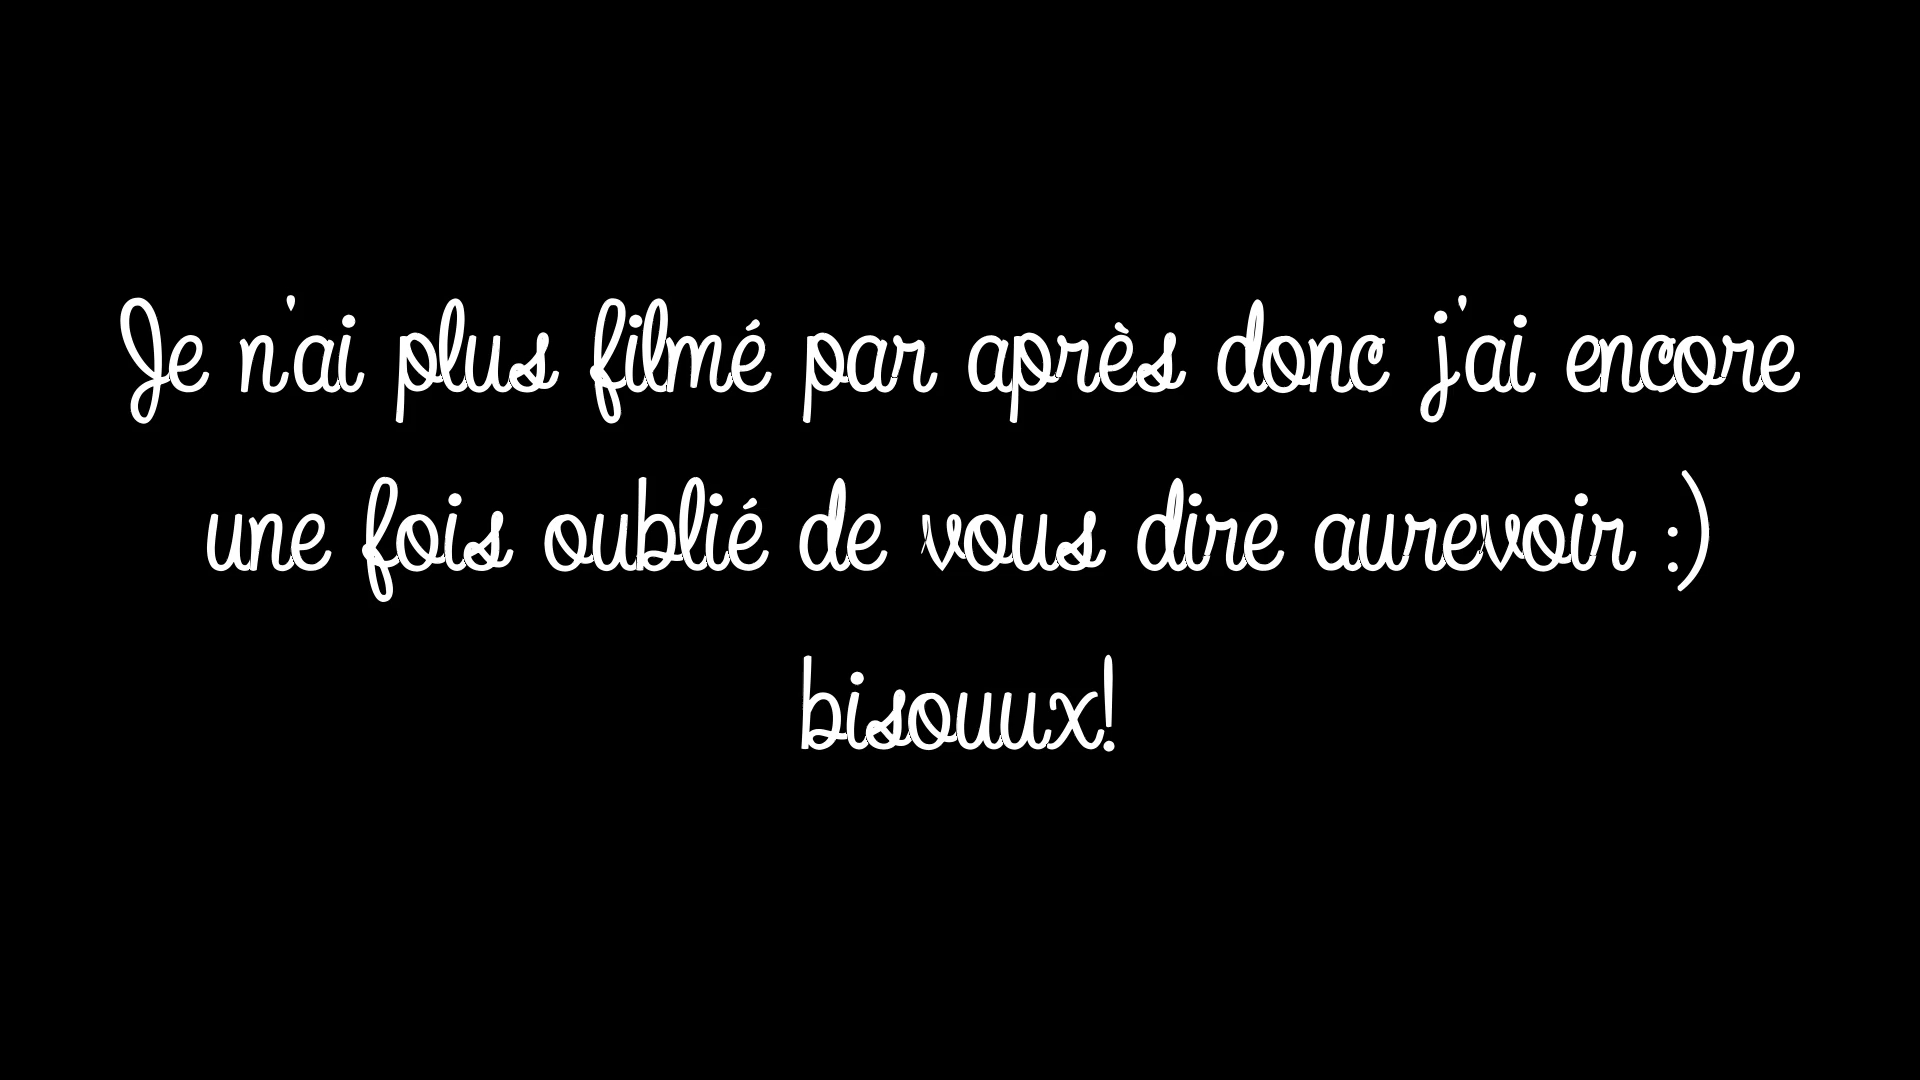 Je n'ai plus filmé par après donc j'ai encore
une fois oublié de vous dire aurevoir :)
bisouux!